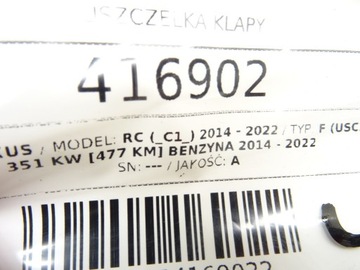 USZCZELKA KLAPY
416902
XUS / MODEL: RC (_C1_) 2014 - 2022 / TYP: F (USC
351 KW [477 KM] BENZYNA 2014 - 2022
SN: --- / JAKOŚĆ: A